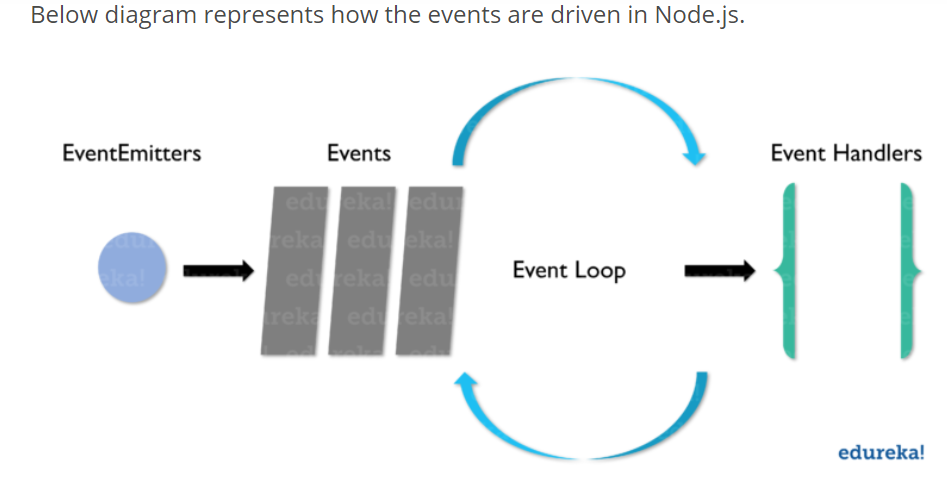 Below diagram represents how the events are driven in Node.js.
EventEmitters
Events
Event Handlers
Event Loop
edureka!